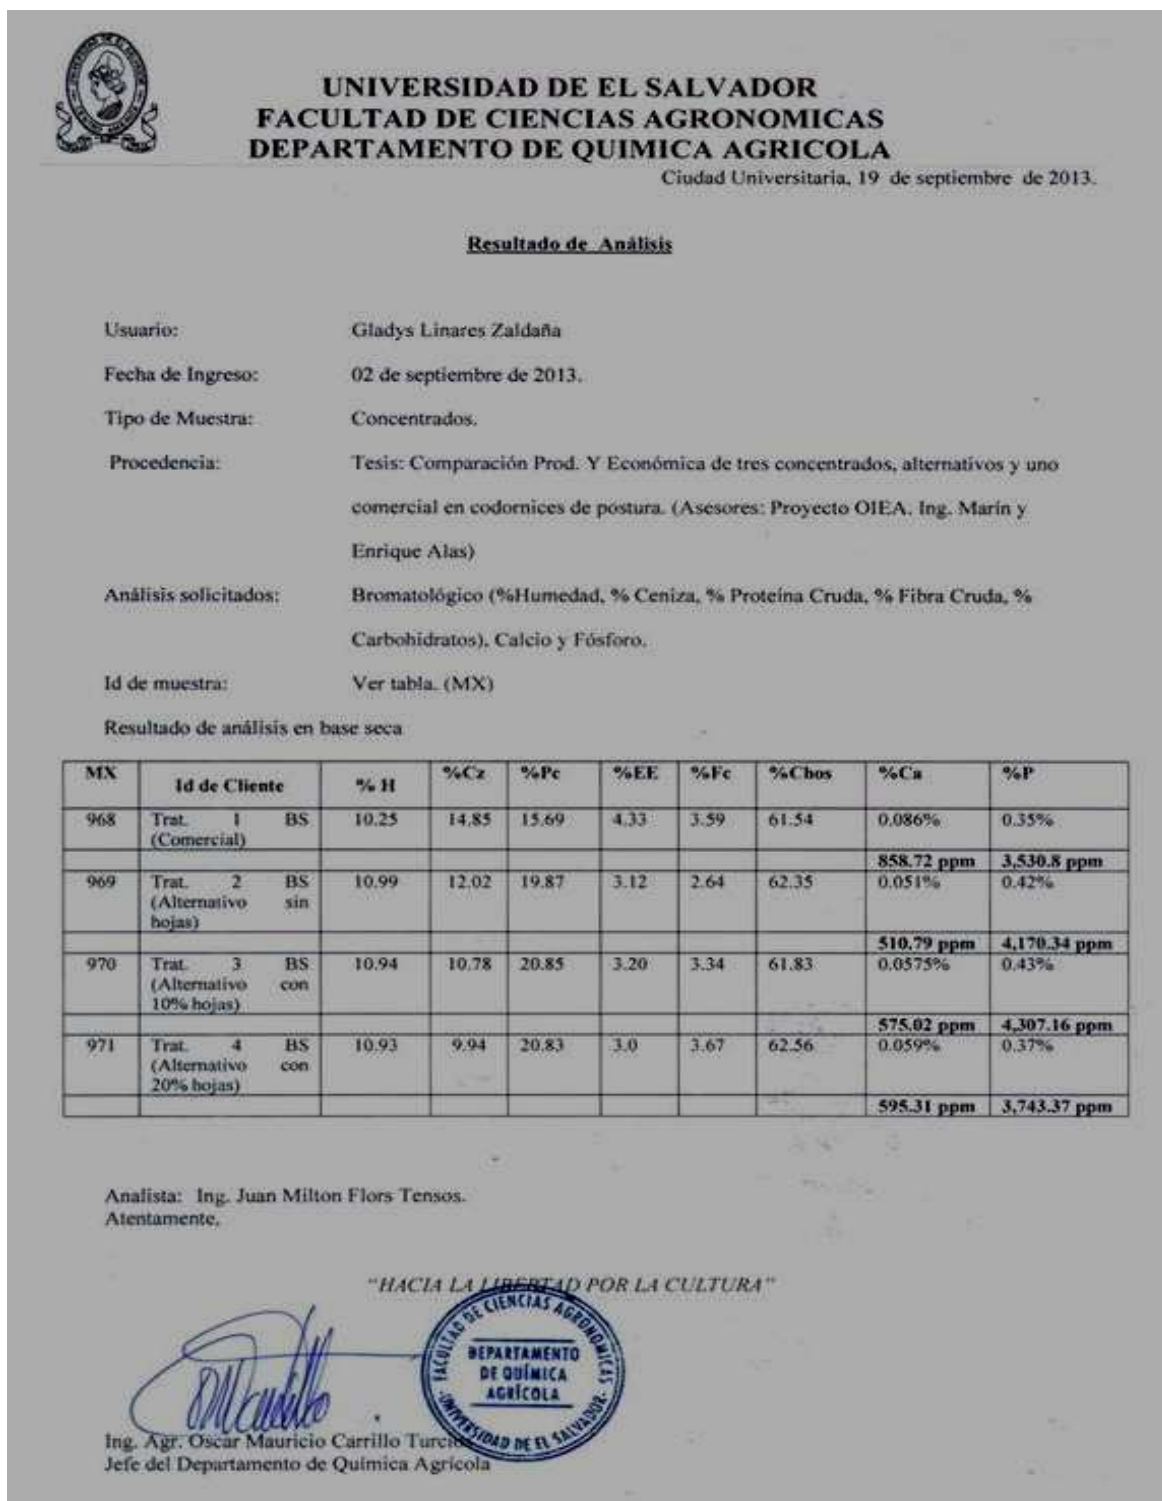 UNIVERSIDAD DE EL SALVADOR
FACULTAD DE CIENCIAS AGRONOMICAS
DEPARTAMENTO DE QUIMICA AGRICOLA
Ciudad Universitaria, 19 de septiembre de 2013.
Resultado de Análisis
Usuario: Gladys Linares Zaldaña
Fecha de Ingreso: 02 de septiembre de 2013.
Tipo de Muestra: Concentrados.
Procedencia: Tesis: Comparación Prod. Y Económica de tres concentrados, alternativos y uno
comercial en codornices de postura. (Asesores: Proyecto OIEA. Ing. Marín y
Enrique Alas)
Análisis solicitados: Bromatológico (%Humedad, % Ceniza, % Proteína Cruda, % Fibra Cruda, %
Carbohidratos), Calcio y Fósforo.
Id de muestra: Ver tabla. (MX)
Resultado de análisis en base seca
MX Id de Cliente % H %Cz %Pc %EE %Fc %Chos %Ca %P
968 Trat. 1 BS 10.25 14.85 15.69 4.33 3.59 61.54 0.086% 0.35%
(Comercial)
858.72 ppm 3,530.8 ppm
969 Trat. 2 BS 10.99 12.02 19.87 3.12 2.64 62.35 0.051% 0.42%
(Alternativo sin
hojas)
510.79 ppm 4,170.34 ppm
970 Trat. 3 BS 10.94 10.78 20.85 3.20 3.34 61.83 0.0575% 0.43%
(Alternativo con
10% hojas)
575.02 ppm 4,307.16 ppm
971 Trat. 4 BS 10.93 9.94 20.83 3.0 3.67 62.56 0.059% 0.37%
(Alternativo con
20% hojas)
595.31 ppm 3,743.37 ppm
Analista: Ing. Juan Milton Flors Tensos.
Atentamente,
"HACIA LA LIBERTAD POR LA CULTURA"
FACULTAD DE CIENCIAS AGRONOMICAS
DEPARTAMENTO
DE QUÍMICA
AGRÍCOLA
UNIVERSIDAD DE EL SALVADOR
Ing. Agr. Oscar Mauricio Carrillo Turcios
Jefe del Departamento de Química Agrícola